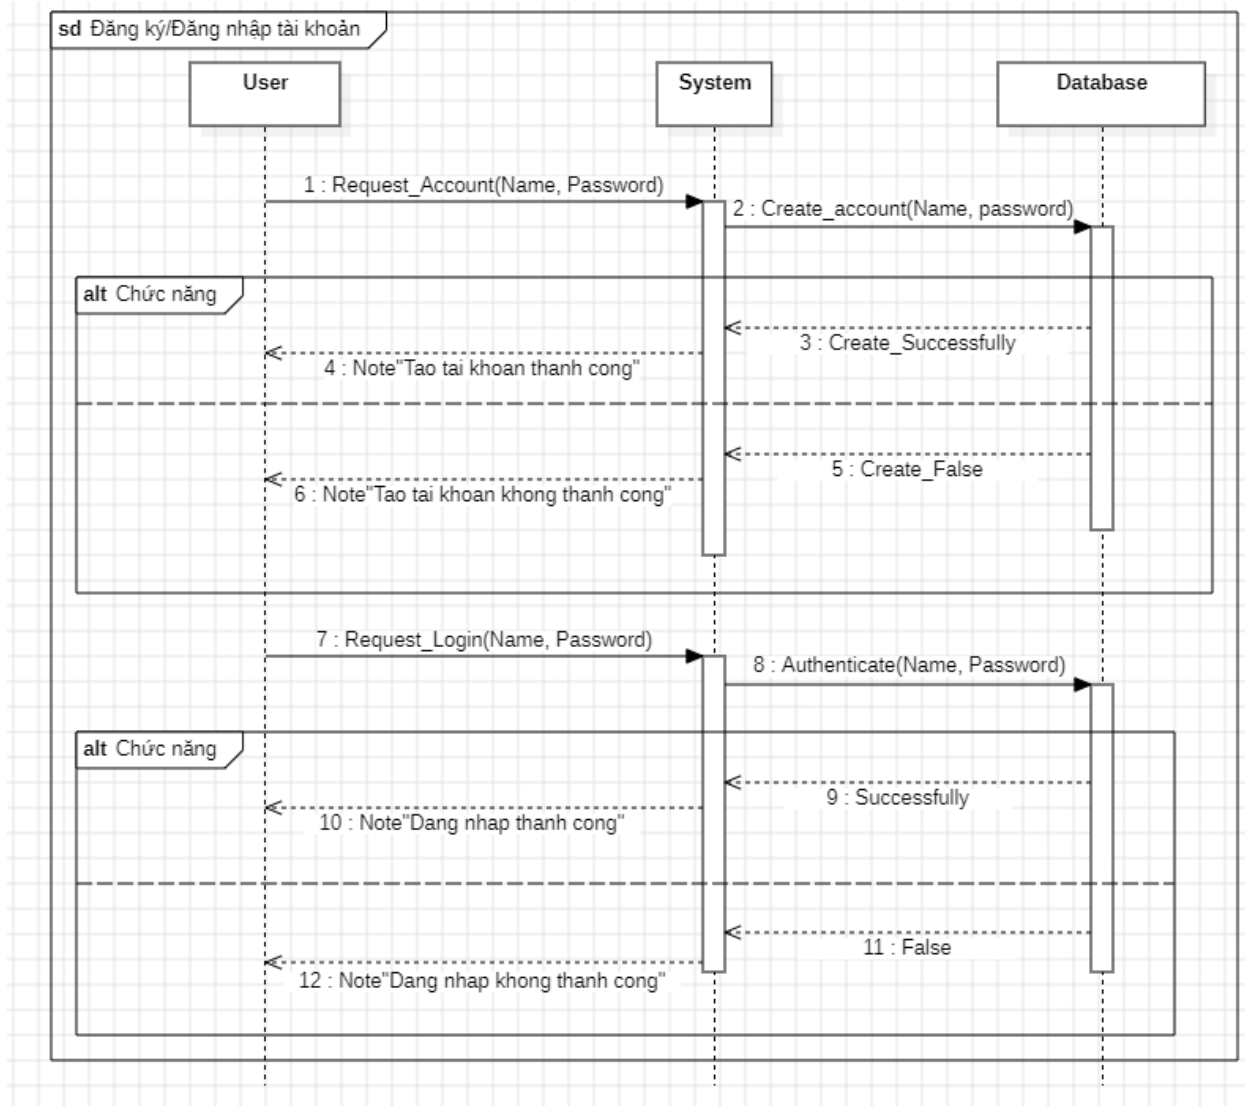 sd Đăng ký/Đăng nhập tài khoản
User
System
Database
1 : Request_Account(Name, Password)
2 : Create_account(Name, password)
alt Chức năng
3 : Create_Successfully
4 : Note"Tao tai khoan thanh cong"
5 : Create_False
6 : Note"Tao tai khoan khong thanh cong"
7 : Request_Login(Name, Password)
8 : Authenticate(Name, Password)
alt Chức năng
9 : Successfully
10 : Note"Dang nhap thanh cong"
11 : False
12 : Note"Dang nhap khong thanh cong"